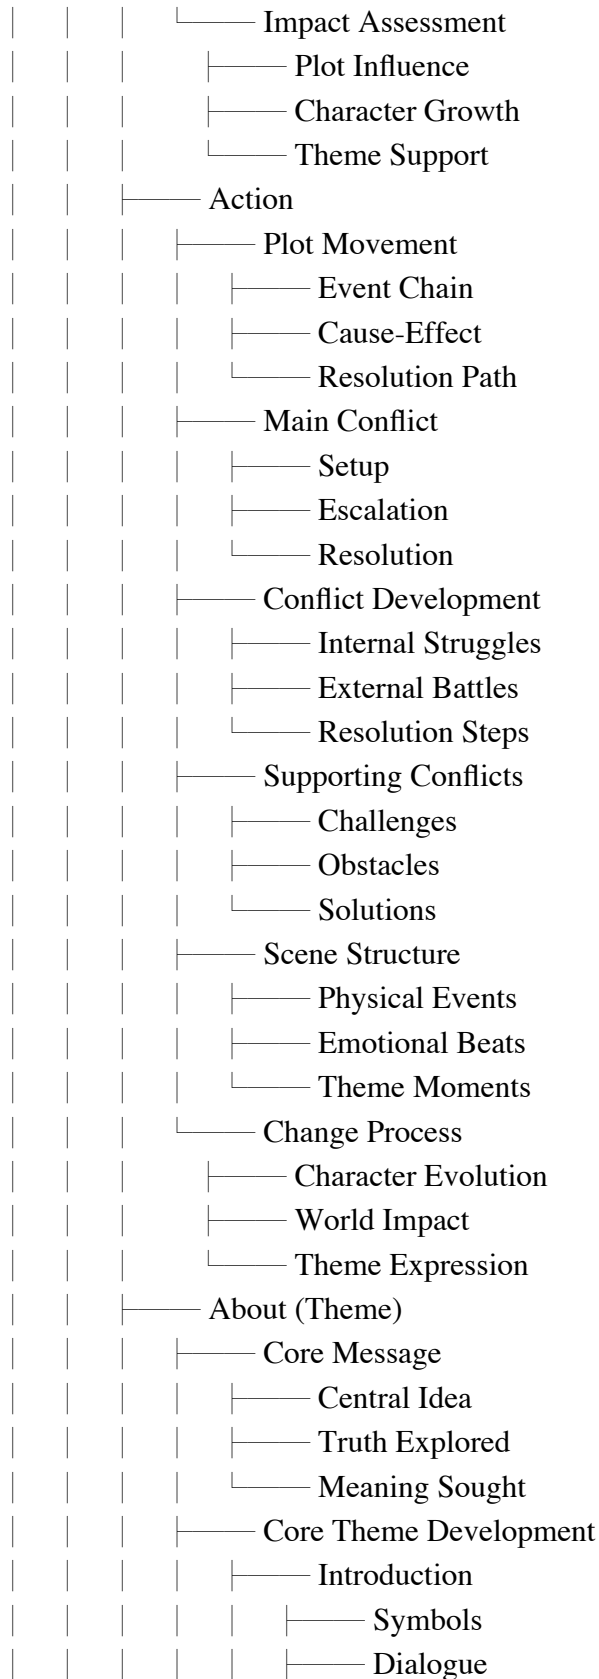 Impact Assessment
Plot Influence
Character Growth
Theme Support
Action
Plot Movement
Event Chain
Cause-Effect
Resolution Path
Main Conflict
Setup
Escalation
Resolution
Conflict Development
Internal Struggles
External Battles
Resolution Steps
Supporting Conflicts
Challenges
Obstacles
Solutions
Scene Structure
Physical Events
Emotional Beats
Theme Moments
Change Process
Character Evolution
World Impact
Theme Expression
About (Theme)
Core Message
Central Idea
Truth Explored
Meaning Sought
Core Theme Development
Introduction
Symbols
Dialogue